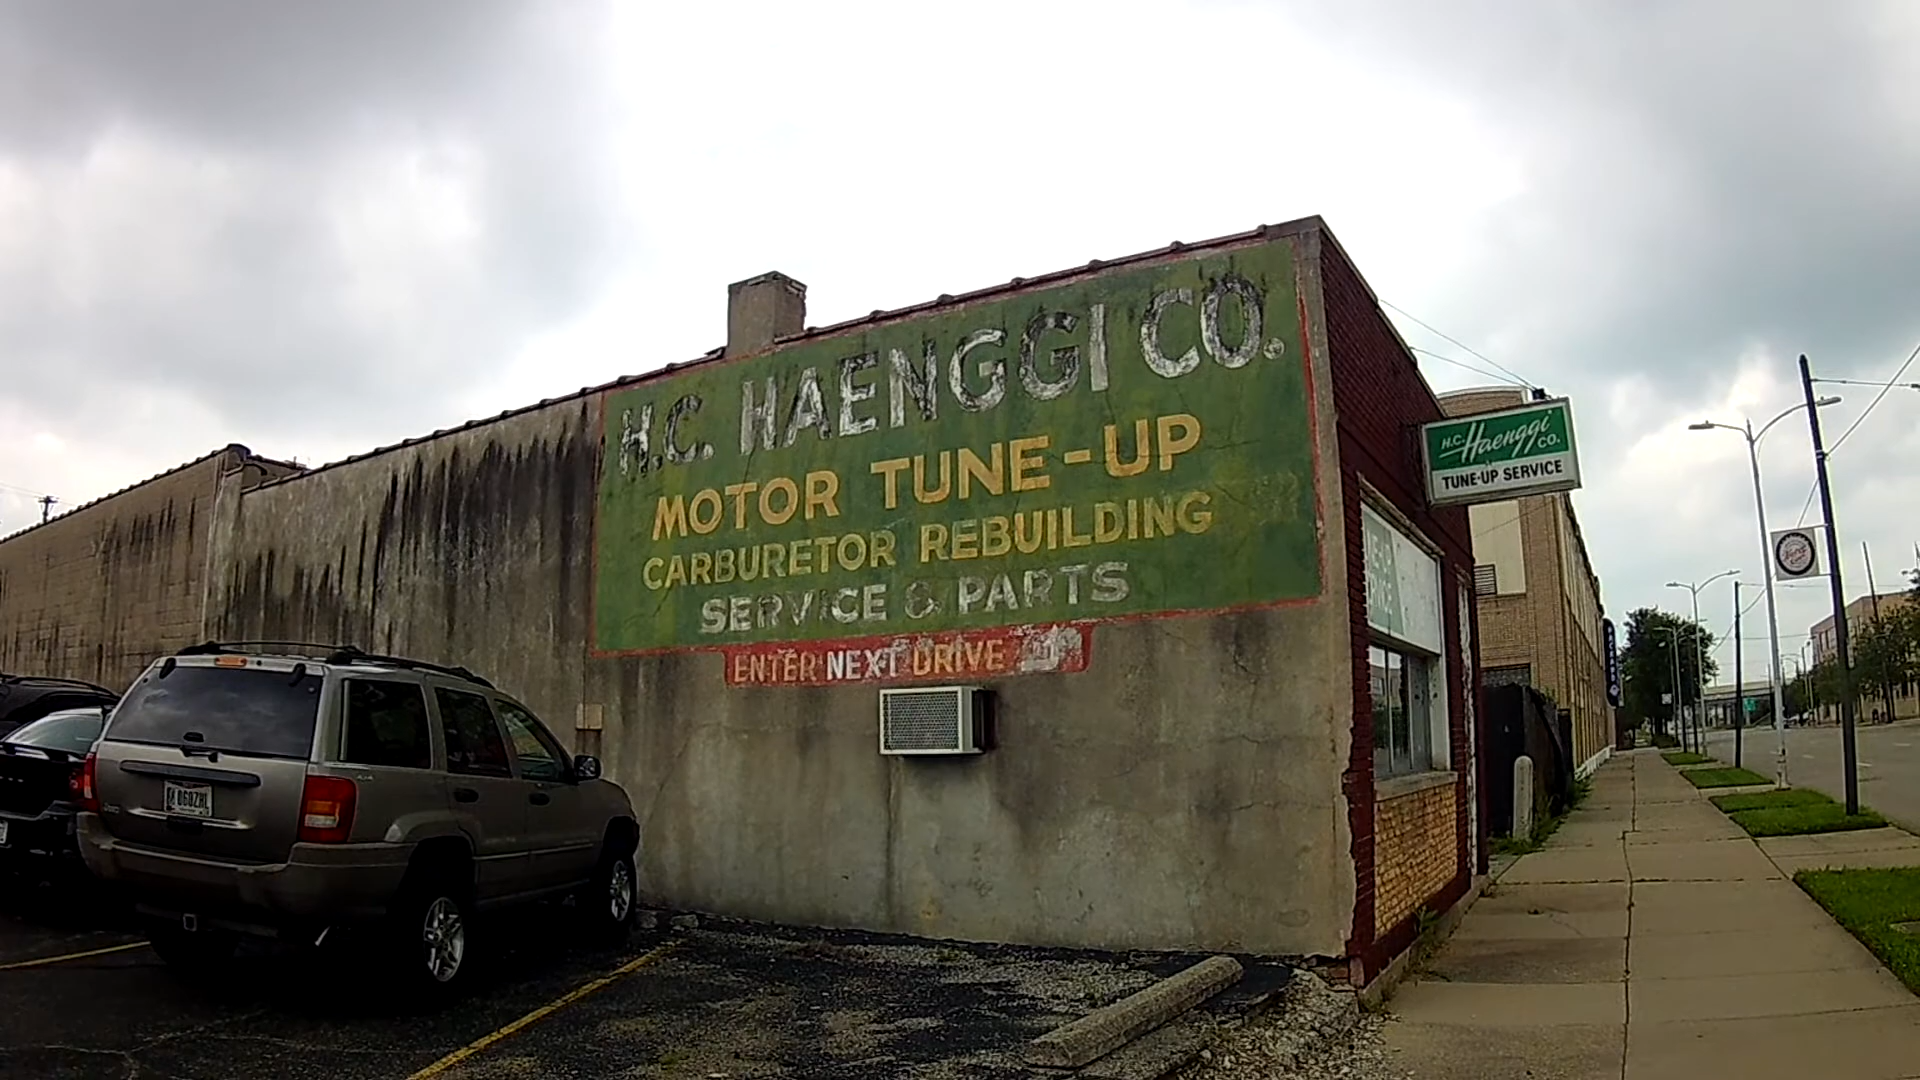 H.C. HAENGGI CO.
MOTOR TUNE-UP
CARBURETOR REBUILDING
SERVICE & PARTS
ENTER NEXT DRIVE
H.C. Haenggi CO.
TUNE-UP SERVICE